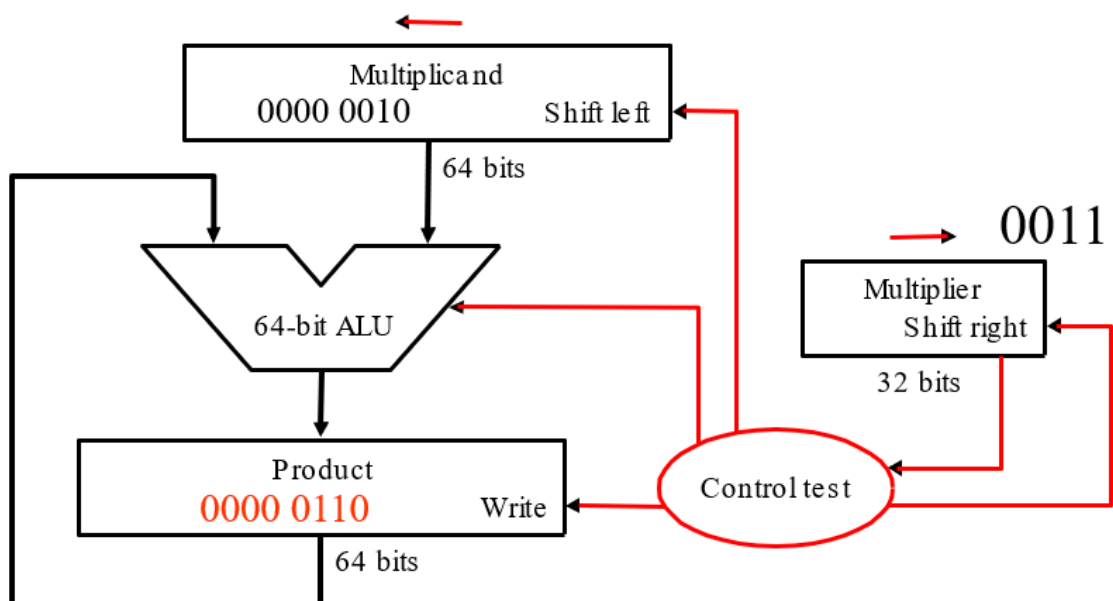 Multiplicand
0000 0010 Shift left
64 bits
0011
Multiplier
Shift right
64-bit ALU
32 bits
Product
0000 0110 Write
Control test
64 bits